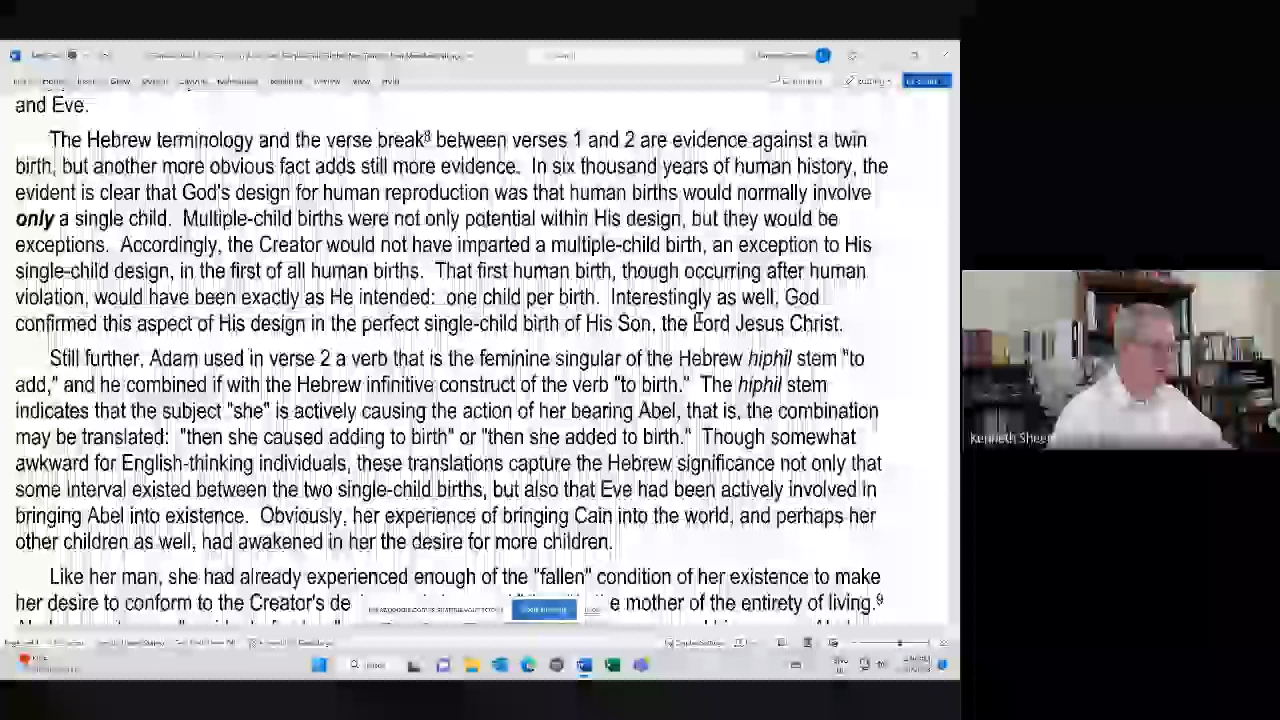 and Eve.
The Hebrew terminology and the verse break8 between verses 1 and 2 are evidence against a twin
birth, but another more obvious fact adds still more evidence. In six thousand years of human history, the
evident is clear that God's design for human reproduction was that human births would normally involve
only a single child. Multiple-child births were not only potential within His design, but they would be
exceptions. Accordingly, the Creator would not have imparted a multiple-child birth, an exception to His
single-child design, in the first of all human births. That first human birth, though occurring after human
violation, would have been exactly as He intended: one child per birth. Interestingly as well, God
confirmed this aspect of His design in the perfect single-child birth of His Son, the Lord Jesus Christ.
Still further, Adam used in verse 2 a verb that is the feminine singular of the Hebrew hiphil stem "to
add," and he combined if with the Hebrew infinitive construct of the verb "to birth." The hiphil stem
indicates that the subject "she" is actively causing the action of her bearing Abel, that is, the combination
may be translated: "then she caused adding to birth" or "then she added to birth." Though somewhat
awkward for English-thinking individuals, these translations capture the Hebrew significance not only that
some interval existed between the two single-child births, but also that Eve had been actively involved in
bringing Abel into existence. Obviously, her experience of bringing Cain into the world, and perhaps her
other children as well, had awakened in her the desire for more children.
Like her man, she had already experienced enough of the "fallen" condition of her existence to make
her desire to conform to the Creator's de e mother of the entirety of living.9
Kenneth Sheer